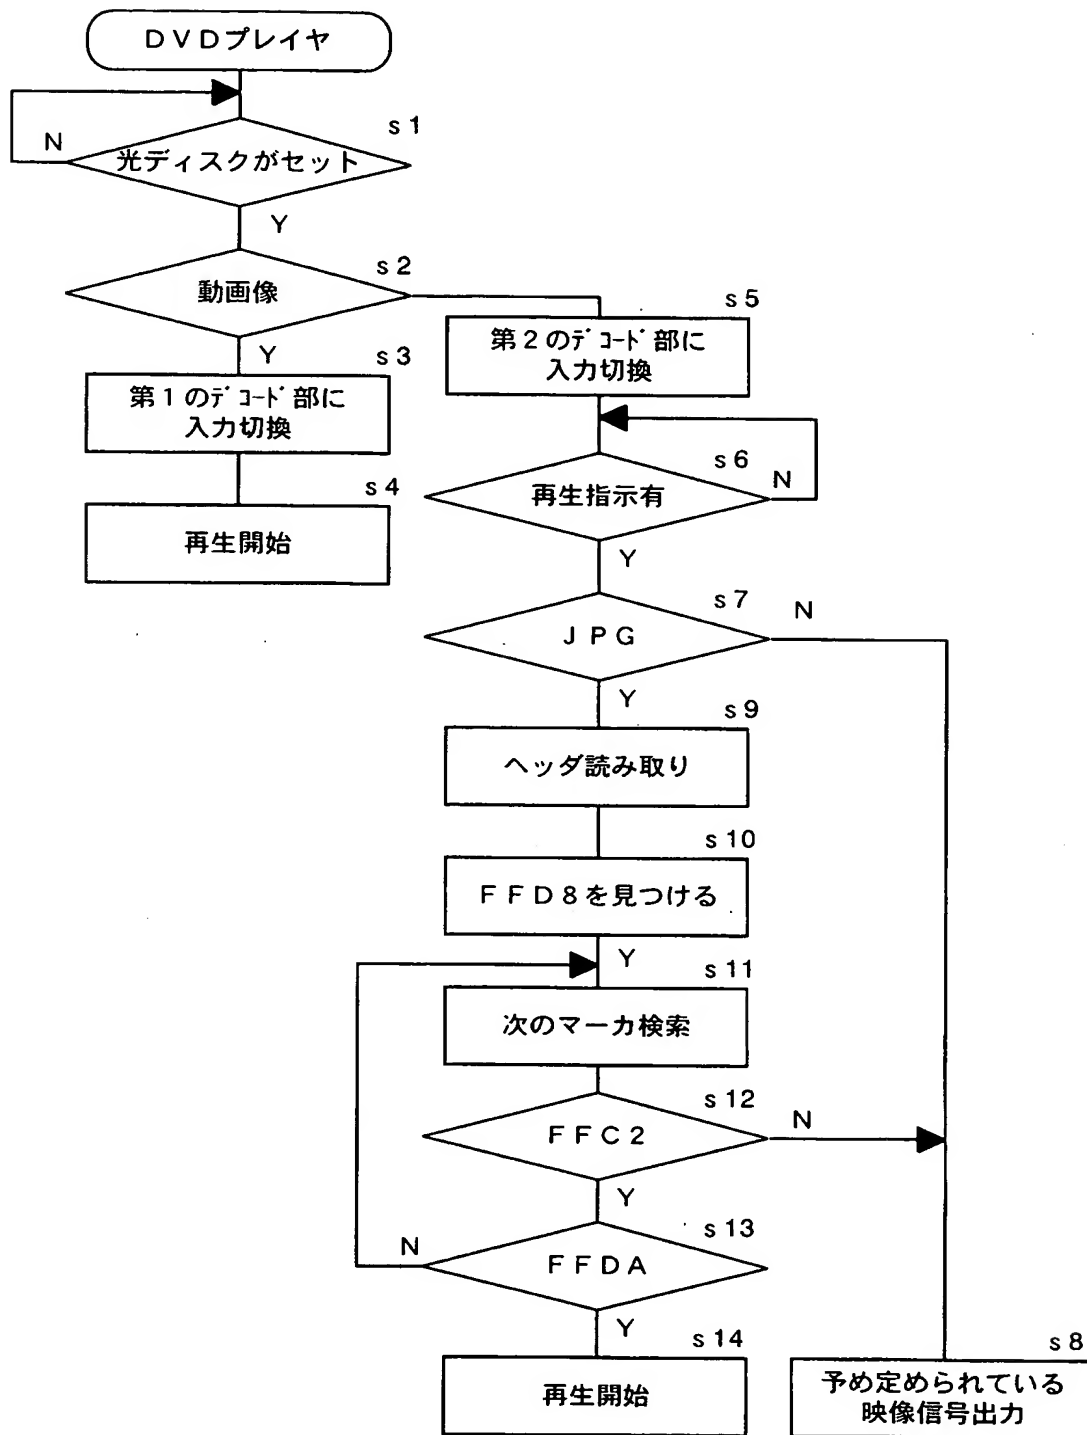 DVDプレイヤ
s1
N
光ディスクがセット
Y
s2
動画像
Y
s3
第1のﾃﾞｺｰﾄﾞ部に
入力切換
s4
再生開始
s5
第2のﾃﾞｺｰﾄﾞ部に
入力切換
s6
N
再生指示有
Y
s7
N
JPG
Y
s9
ヘッダ読み取り
s10
FFD8を見つける
Y
s11
次のマーカ検索
s12
N
FFC2
Y
s13
N
FFDA
Y
s14
再生開始
s8
予め定められている
映像信号出力